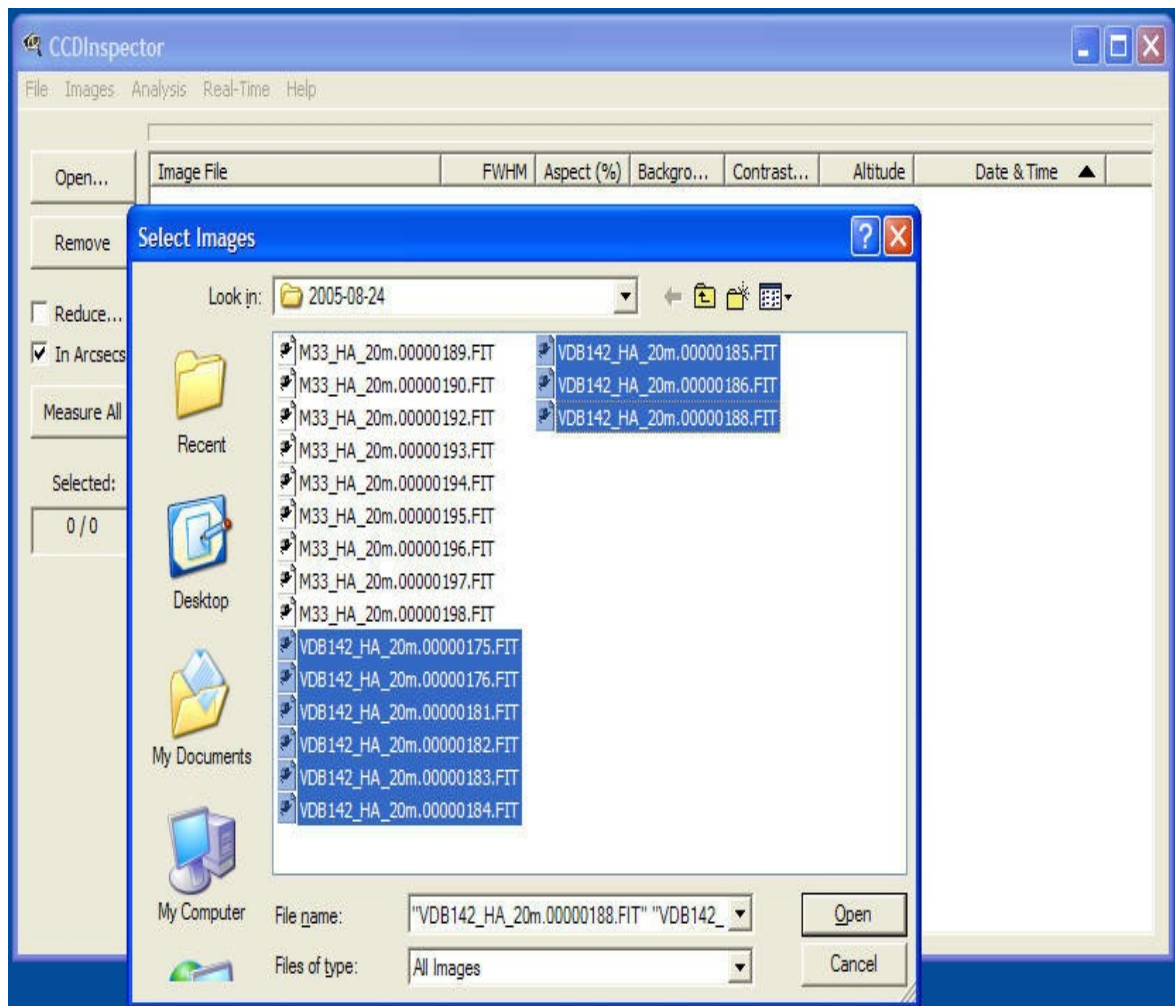 CCDInspector
File Images Analysis Real-Time Help
Open...
Image File FWHM Aspect (%) Backgro... Contrast... Altitude Date & Time
Remove
Reduce...
In Arcsecs
Measure All
Selected:
0 / 0
Select Images
Look in: 2005-08-24
Recent
Desktop
My Documents
My Computer
M33_HA_20m.00000189.FIT
M33_HA_20m.00000190.FIT
M33_HA_20m.00000192.FIT
M33_HA_20m.00000193.FIT
M33_HA_20m.00000194.FIT
M33_HA_20m.00000195.FIT
M33_HA_20m.00000196.FIT
M33_HA_20m.00000197.FIT
M33_HA_20m.00000198.FIT
VDB142_HA_20m.00000175.FIT
VDB142_HA_20m.00000176.FIT
VDB142_HA_20m.00000181.FIT
VDB142_HA_20m.00000182.FIT
VDB142_HA_20m.00000183.FIT
VDB142_HA_20m.00000184.FIT
VDB142_HA_20m.00000185.FIT
VDB142_HA_20m.00000186.FIT
VDB142_HA_20m.00000188.FIT
File name: "VDB142_HA_20m.00000188.FIT" "VDB142_ Open
Files of type: All Images Cancel